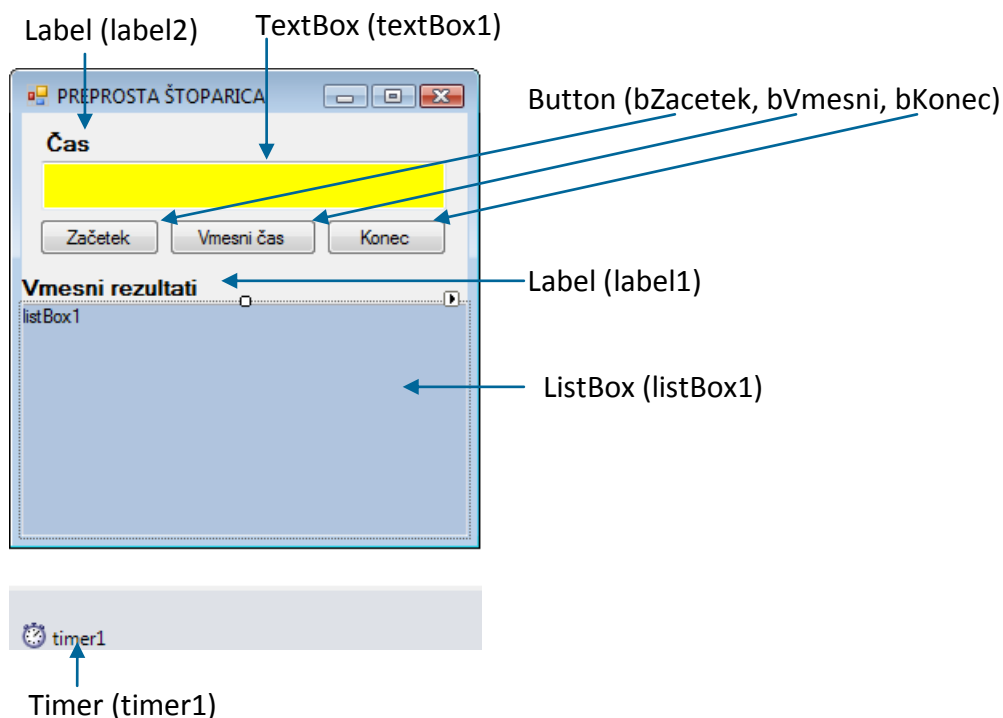 Label (label2)
TextBox (textBox1)
PREPROSTA ŠTOPARICA
Button (bZacetek, bVmesni, bKonec)
Čas
Začetek
Vmesni čas
Konec
Vmesni rezultati
Label (label1)
listBox1
ListBox (listBox1)
timer1
Timer (timer1)